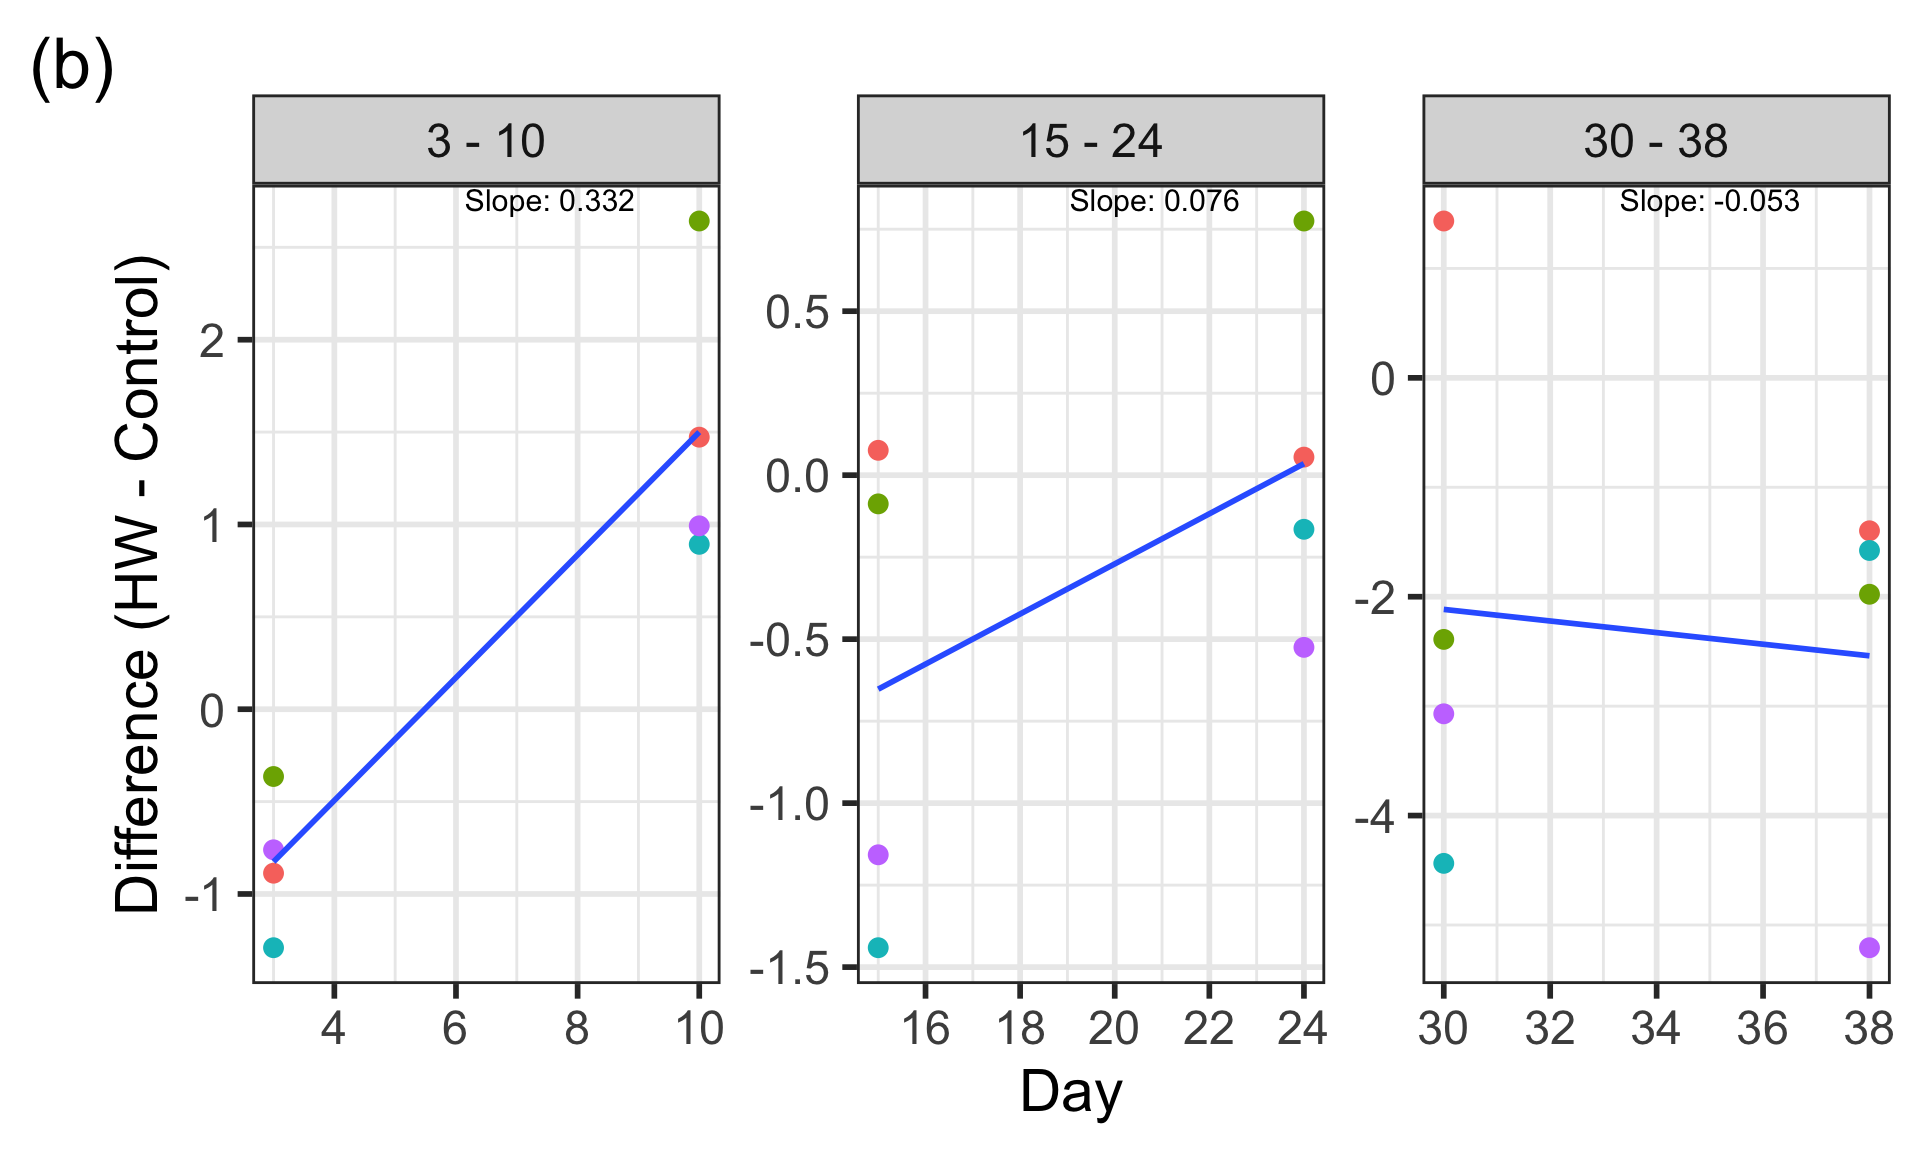 (b)
3 - 10
15 - 24
30 - 38
Slope: 0.332
Slope: 0.076
Slope: -0.053
Difference (HW - Control)
2
1
0
-1
0.5
0.0
-0.5
-1.0
-1.5
0
-2
-4
4 6 8 10
16 18 20 22 24
30 32 34 36 38
Day